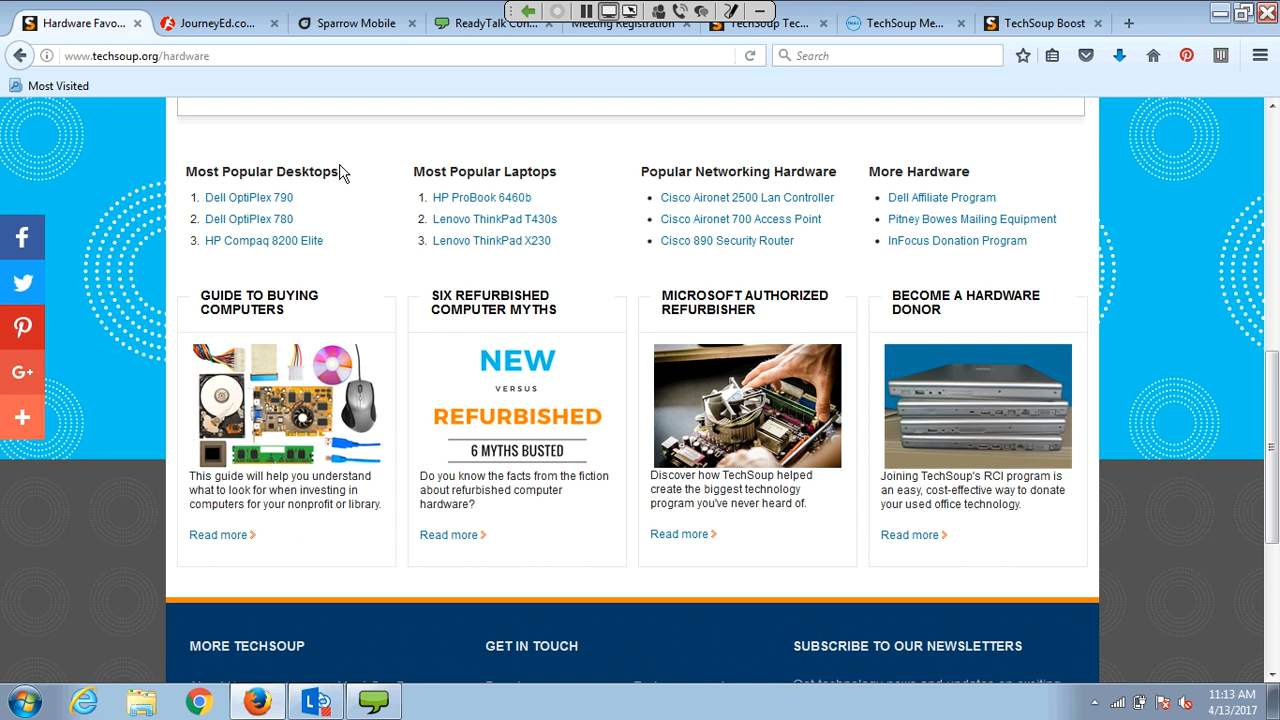 Hardware Favo...
JourneyEd.co...
Sparrow Mobile
ReadyTalk Con...
Meeting Registration
TechSoup Tec...
TechSoup Me...
TechSoup Boost
www.techsoup.org/hardware
Search
Most Visited
Most Popular Desktops
1. Dell OptiPlex 790
2. Dell OptiPlex 780
3. HP Compaq 8200 Elite
Most Popular Laptops
1. HP ProBook 6460b
2. Lenovo ThinkPad T430s
3. Lenovo ThinkPad X230
Popular Networking Hardware
• Cisco Aironet 2500 Lan Controller
• Cisco Aironet 700 Access Point
• Cisco 890 Security Router
More Hardware
• Dell Affiliate Program
• Pitney Bowes Mailing Equipment
• InFocus Donation Program
GUIDE TO BUYING
COMPUTERS
This guide will help you understand
what to look for when investing in
computers for your nonprofit or library.
Read more
SIX REFURBISHED
COMPUTER MYTHS
NEW
VERSUS
REFURBISHED
6 MYTHS BUSTED
Do you know the facts from the fiction
about refurbished computer
hardware?
Read more
MICROSOFT AUTHORIZED
REFURBISHER
Discover how TechSoup helped
create the biggest technology
program you've never heard of.
Read more
BECOME A HARDWARE
DONOR
Joining TechSoup's RCI program is
an easy, cost-effective way to donate
your used office technology.
Read more
MORE TECHSOUP
GET IN TOUCH
SUBSCRIBE TO OUR NEWSLETTERS
11:13 AM
4/13/2017